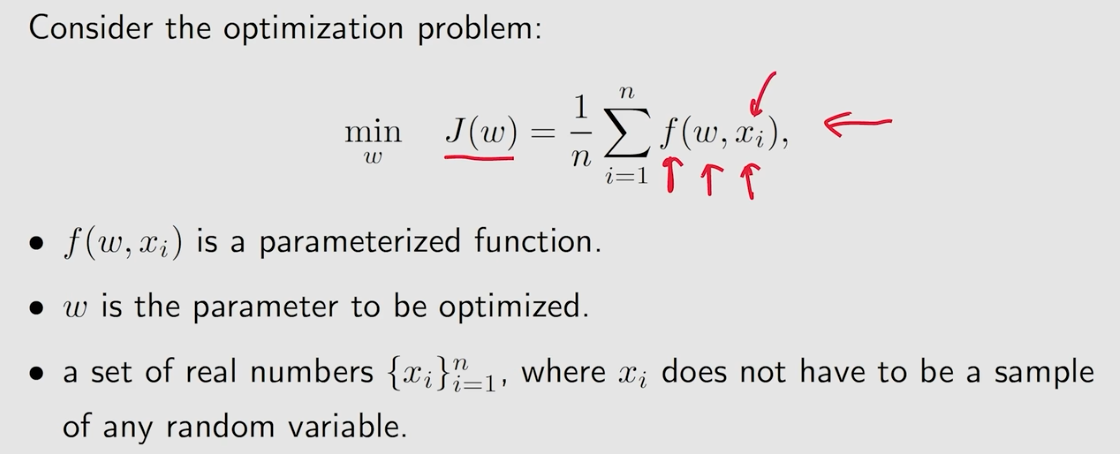 Consider the optimization problem:
$$\min_{w} \quad J(w) = \frac{1}{n} \sum_{i=1}^{n} f(w, x_i),$$
• $f(w, x_i)$ is a parameterized function.
• $w$ is the parameter to be optimized.
• a set of real numbers $\{x_i\}_{i=1}^{n}$, where $x_i$ does not have to be a sample
of any random variable.